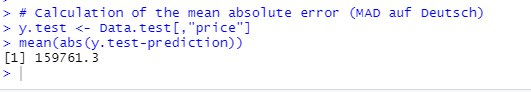 > # Calculation of the mean absolute error (MAD auf Deutsch)
> y.test <- Data.test[,"price"]
> mean(abs(y.test-prediction))
[1] 159761.3
>